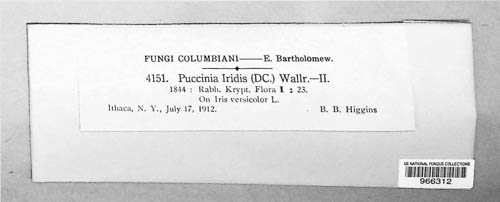 FUNGI COLUMBIANI——E. Bartholomew.
4151. Puccinia Iridis (DC.) Wallr.—II.
1844 : Rabh. Krypt. Flora 1 : 23.
On Iris versicolor L.
Ithaca, N. Y., July 17, 1912. B. B. Higgins
US NATIONAL FUNGUS COLLECTIONS
966312